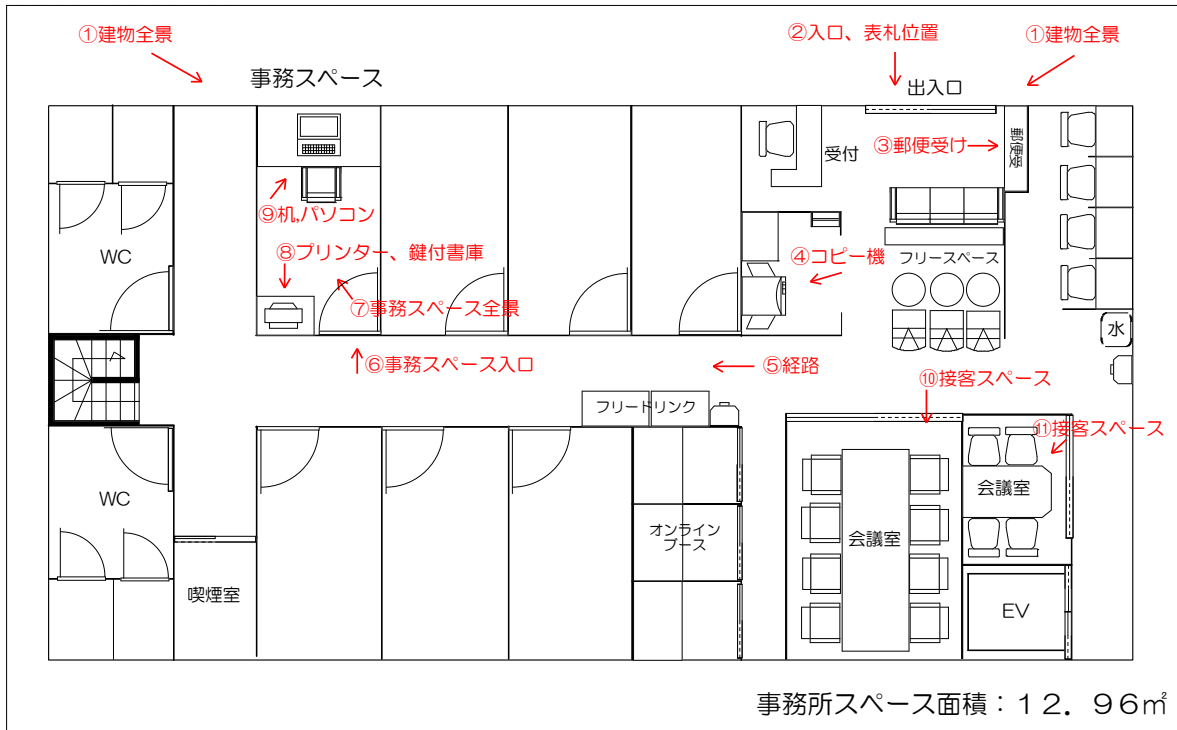 ①建物全景
②入口、表札位置
①建物全景
事務スペース
出入口
受付
③郵便受け
郵便受
⑨机,パソコン
WC
⑧プリンター、鍵付書庫
④コピー機
フリースペース
⑦事務スペース全景
水
⑥事務スペース入口
⑤経路
⑩接客スペース
フリードリンク
⑪接客スペース
WC
会議室
オンライン
ブース
会議室
喫煙室
EV
事務所スペース面積：１２．９６㎡